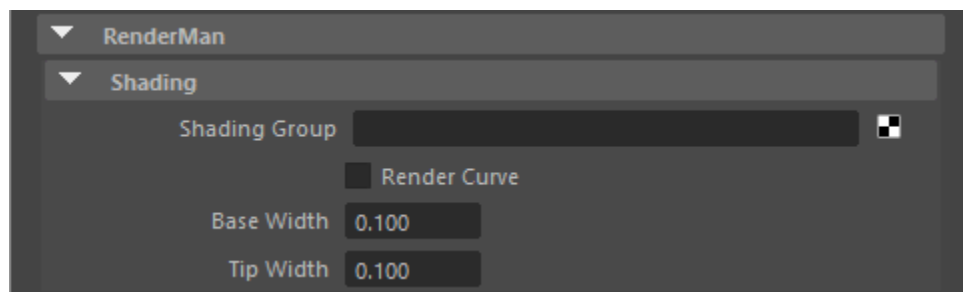 RenderMan
Shading
Shading Group
Render Curve
Base Width 0.100
Tip Width 0.100